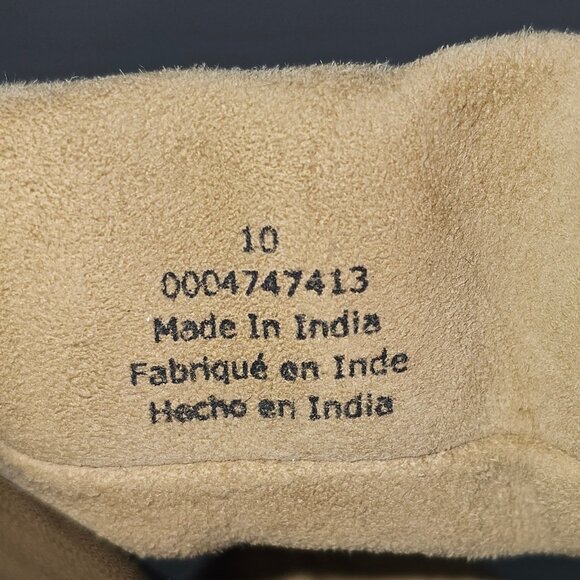 10
0004747413
Made In India
Fabriqué en Inde
Hecho en India